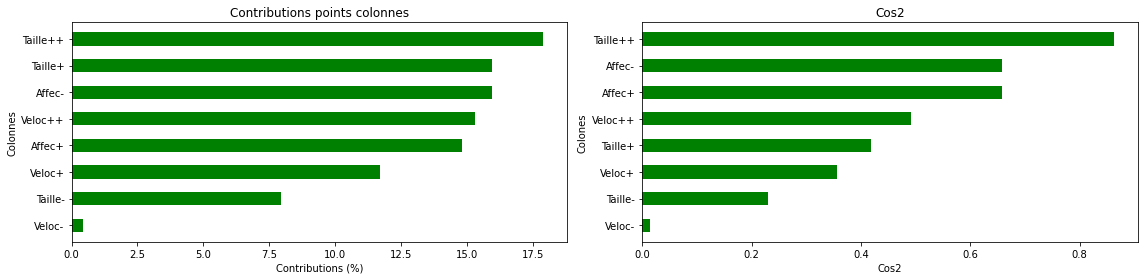 Contributions points colonnes
Colonnes
Taille++
Taille+
Affec-
Veloc++
Affec+
Veloc+
Taille-
Veloc-
0.0 2.5 5.0 7.5 10.0 12.5 15.0 17.5
Contributions (%)
Cos2
Colones
Taille++
Affec-
Affec+
Veloc++
Taille+
Veloc+
Taille-
Veloc-
0.0 0.2 0.4 0.6 0.8
Cos2